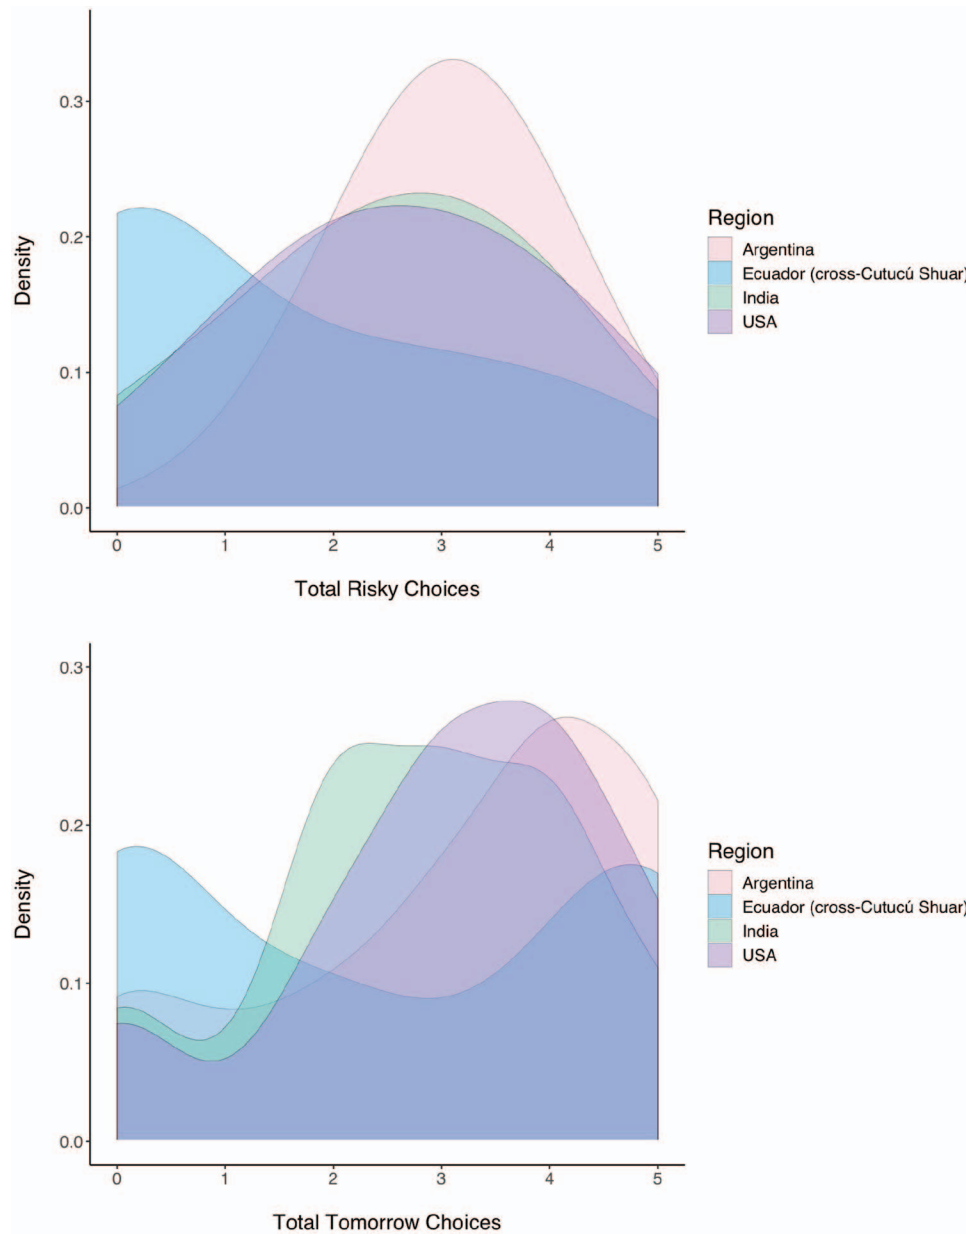 0.3
0.2
0.1
0.0
Density
0 1 2 3 4 5
Total Risky Choices
Region
Argentina
Ecuador (cross-Cutucú Shuar)
India
USA
0.3
0.2
0.1
0.0
Density
0 1 2 3 4 5
Total Tomorrow Choices
Region
Argentina
Ecuador (cross-Cutucú Shuar)
India
USA